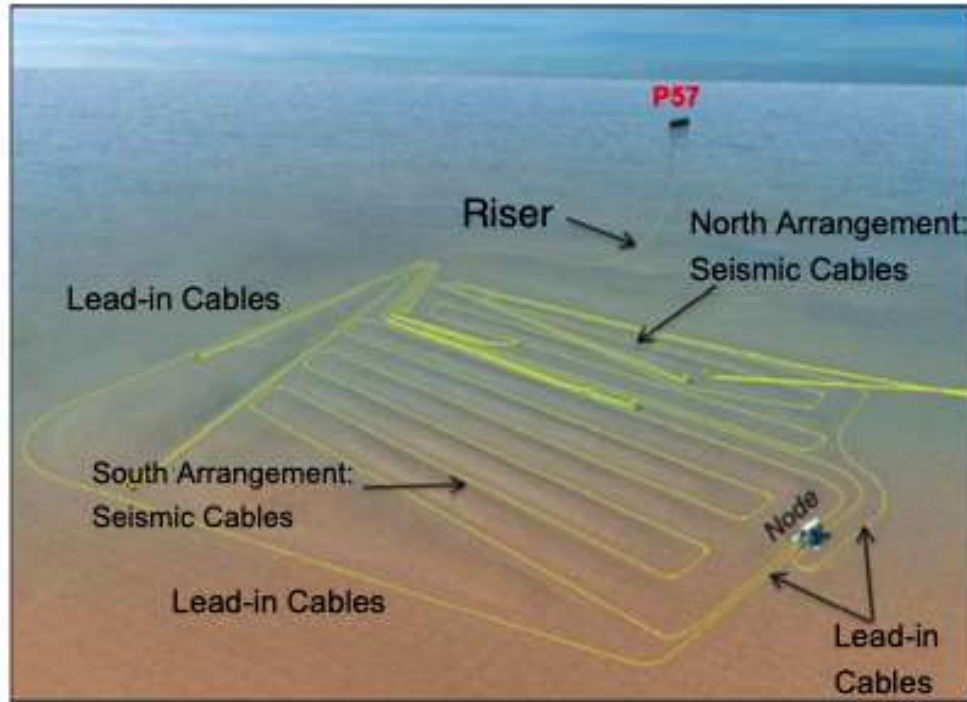 P57
Riser
North Arrangement:
Seismic Cables
Lead-in Cables
South Arrangement:
Seismic Cables
Node
Lead-in Cables
Lead-in
Cables